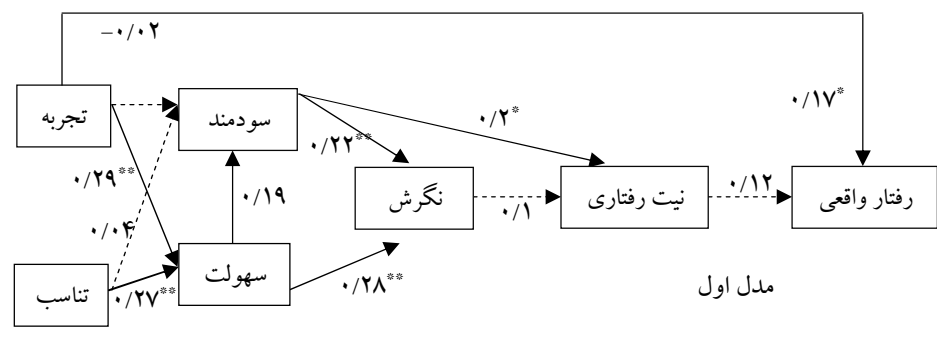 −۰/۰۲
تجربه
سودمند
۰/۲*
۰/۱۷*
۰/۲۲**
۰/۲۹**
۰/۱۹
نگرش
نیت رفتاری
رفتار واقعی
۰/۱
۰/۱۲
۰/۰۴
سهولت
تناسب
۰/۲۷**
۰/۲۸**
مدل اول